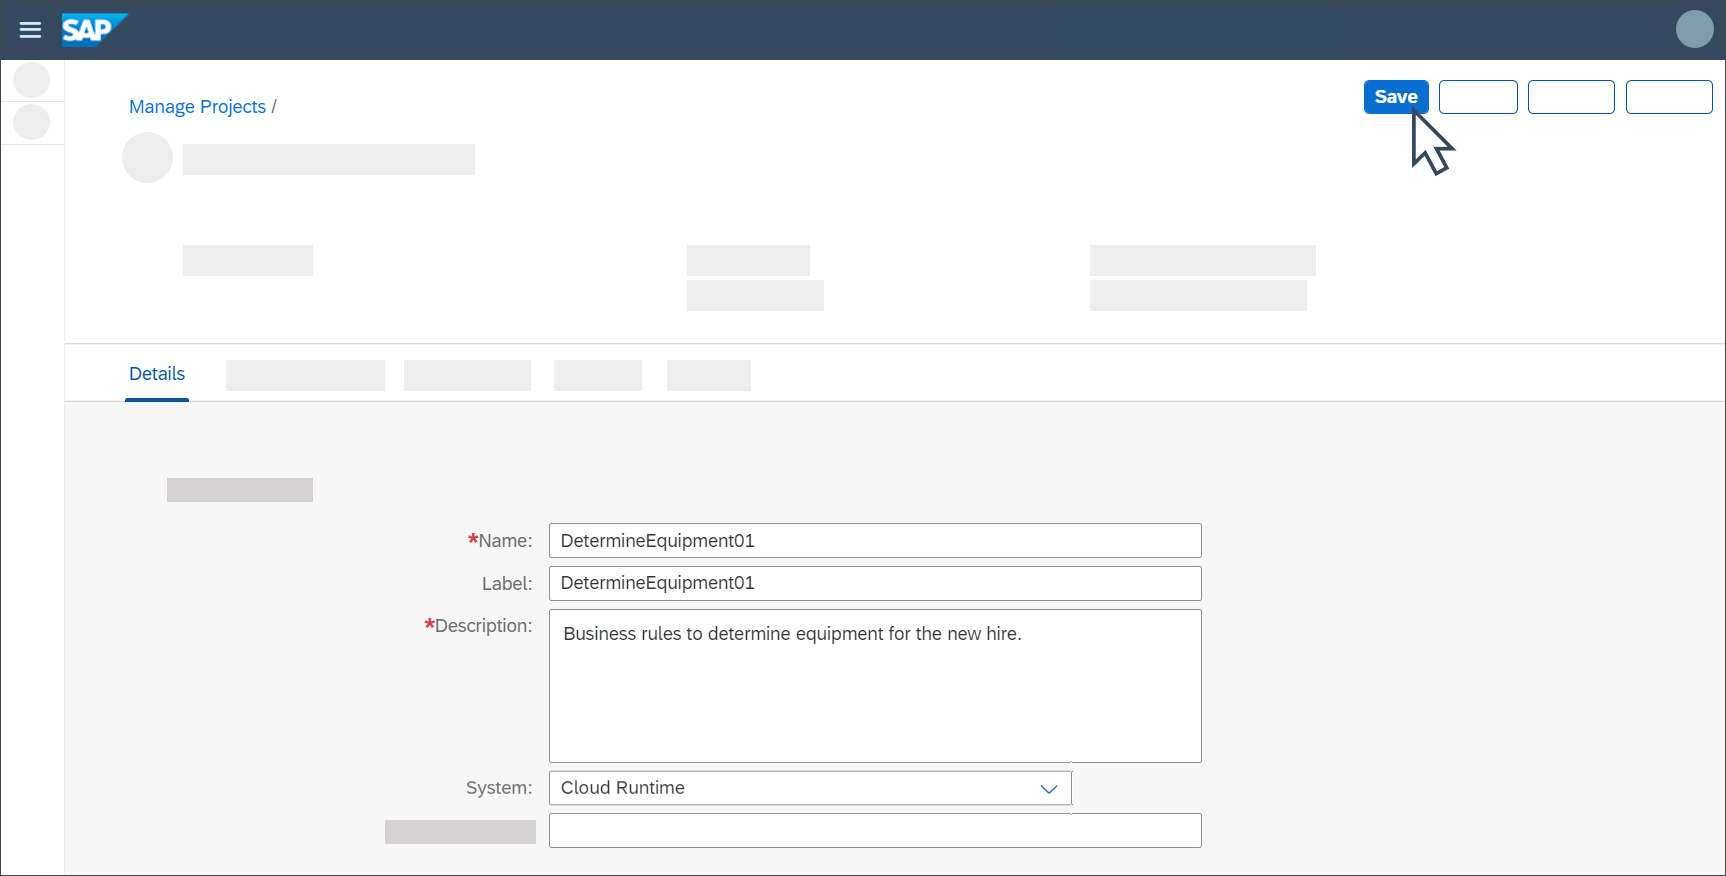 SAP
Save
Manage Projects /
Details
*Name: DetermineEquipment01
Label: DetermineEquipment01
*Description: Business rules to determine equipment for the new hire.
System: Cloud Runtime